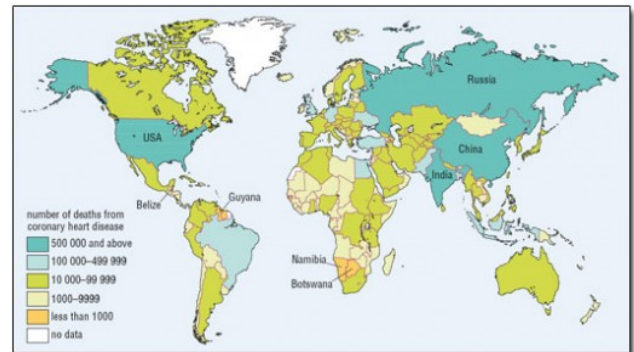 Russia
USA
China
India
Guyana
Belize
Namibia
Botswana
number of deaths from
coronary heart disease
500 000 and above
100 000–499 999
10 000–99 999
1000–9999
less than 1000
no data